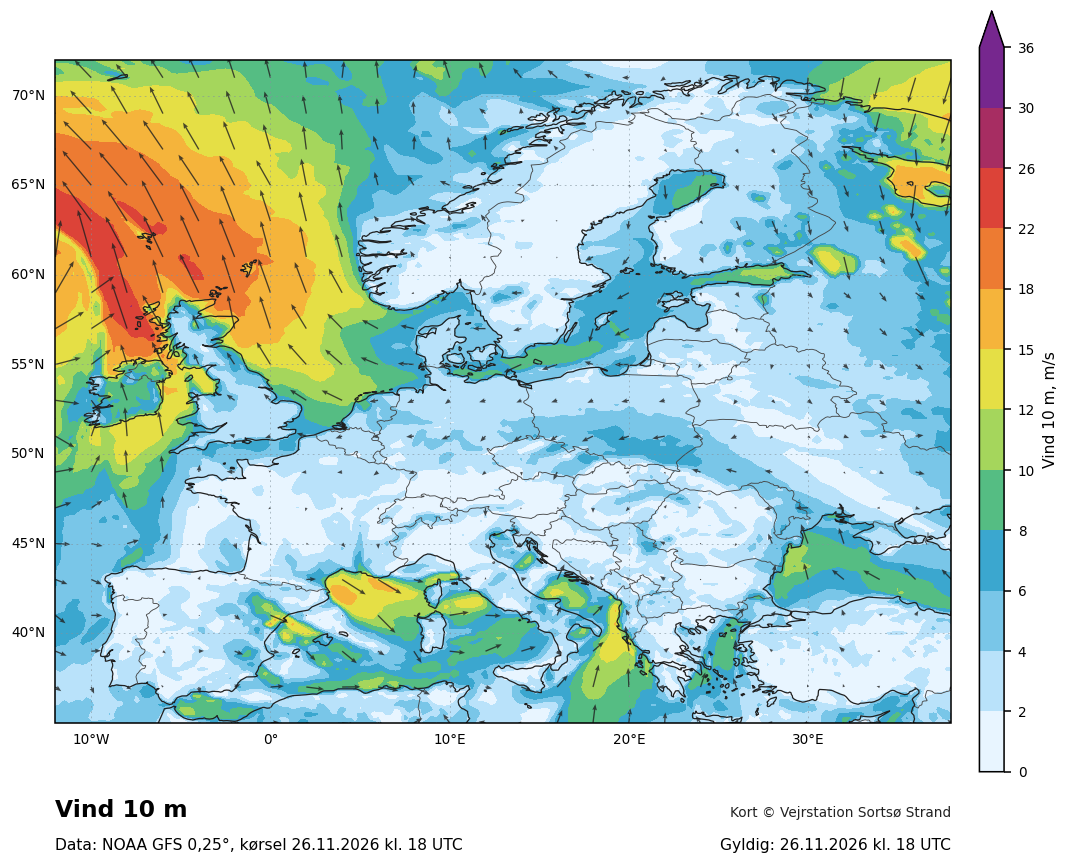 70°N
65°N
60°N
55°N
50°N
45°N
40°N
10°W
0°
10°E
20°E
30°E
36
30
26
22
18
15
12
10
8
6
4
2
0
Vind 10 m, m/s
Vind 10 m
Kort © Vejrstation Sortsø Strand
Data: NOAA GFS 0,25°, kørsel 26.11.2026 kl. 18 UTC
Gyldig: 26.11.2026 kl. 18 UTC